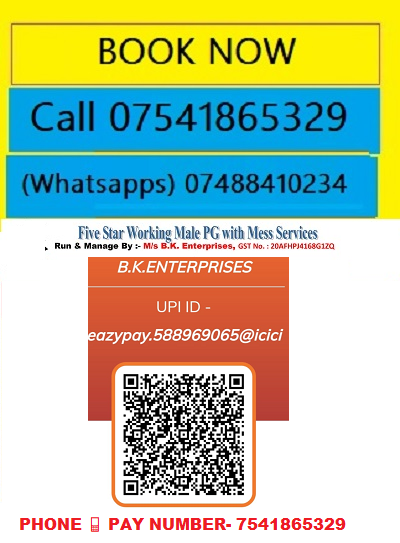 BOOK NOW
Call 07541865329
(Whatsapps) 07488410234
Five Star Working Male PG with Mess Services
Run & Manage By :- M/s B.K. Enterprises, GST No. : 20AFHPJ4168G1ZQ
B.K.ENTERPRISES
UPI ID -
eazypay.588969065@icici
PHONE PAY NUMBER- 7541865329